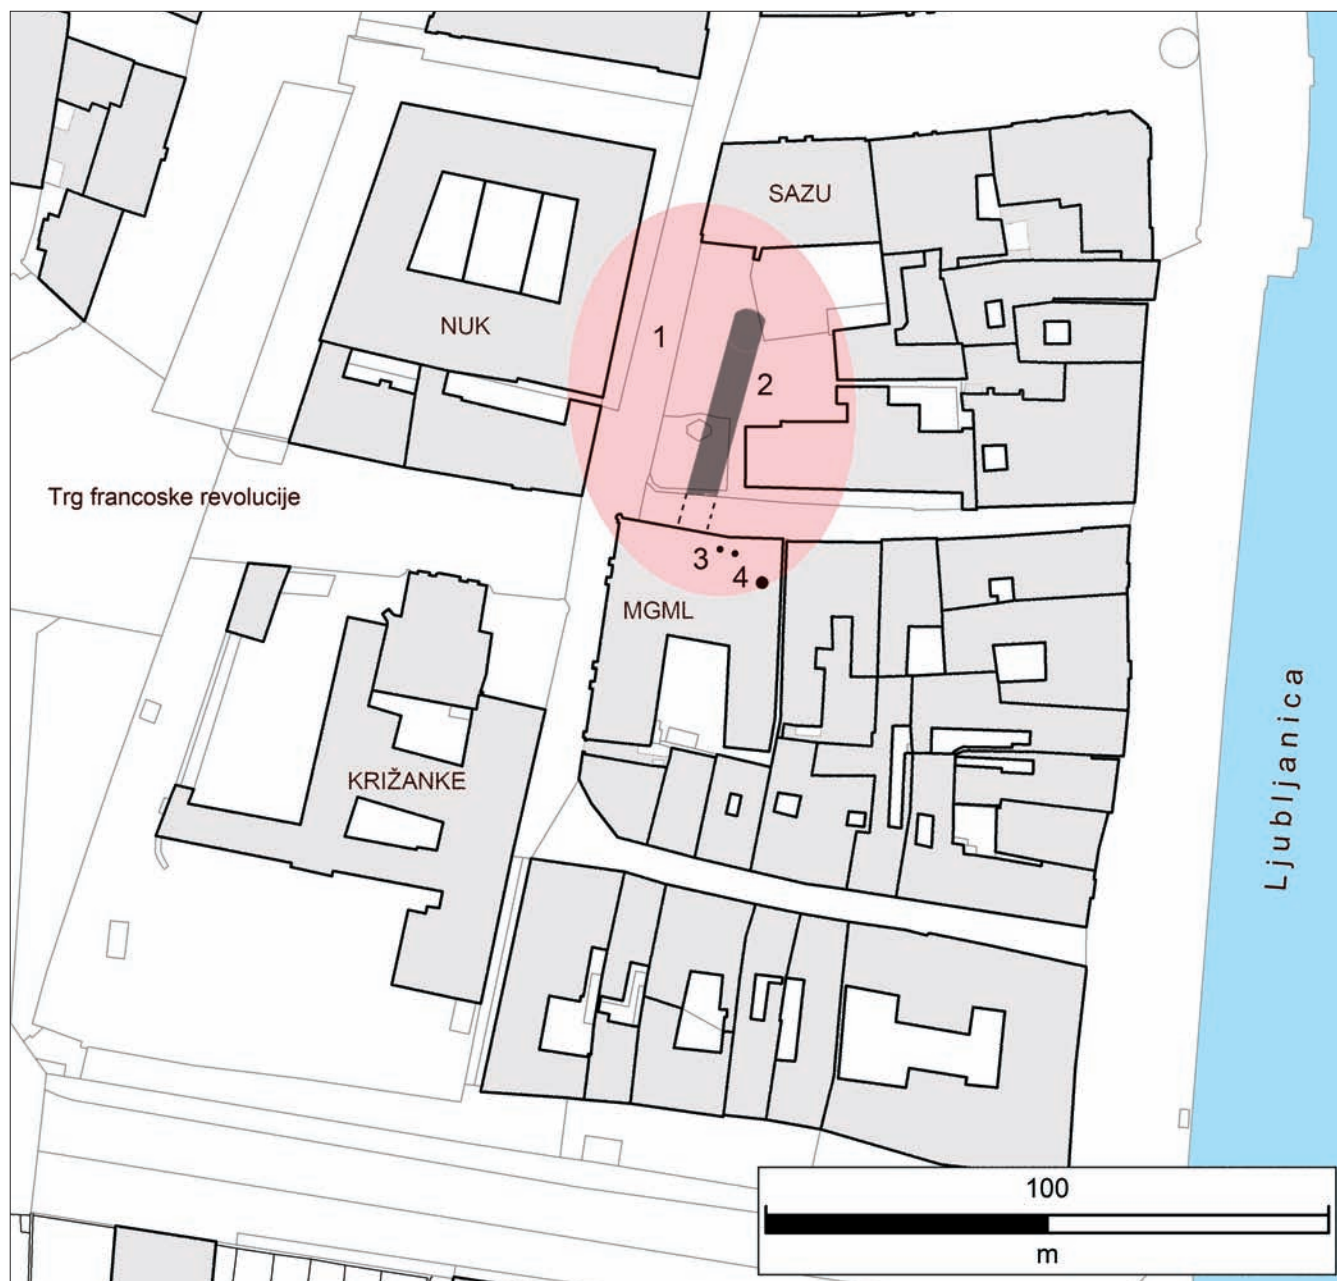 SAZU
NUK
1
2
Trg francoske revolucije
3
4
MGML
Ljubljanica
KRIŽANKE
100
m